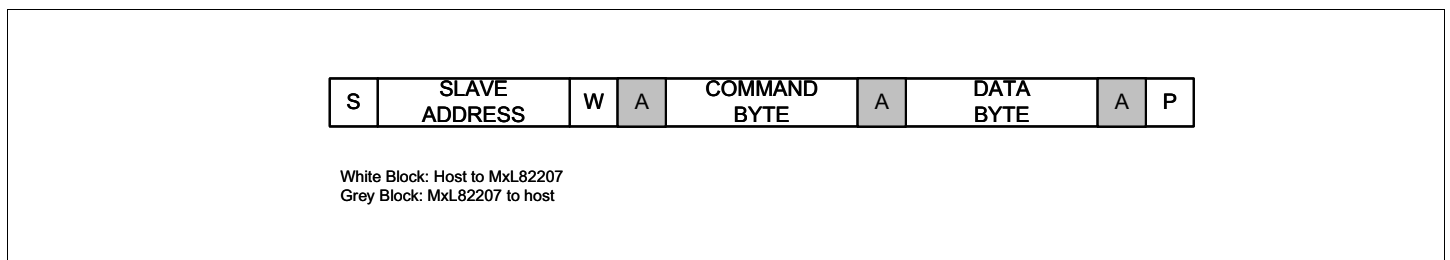 S SLAVE ADDRESS W A COMMAND BYTE A DATA BYTE A P
White Block: Host to MxL82207
Grey Block: MxL82207 to host